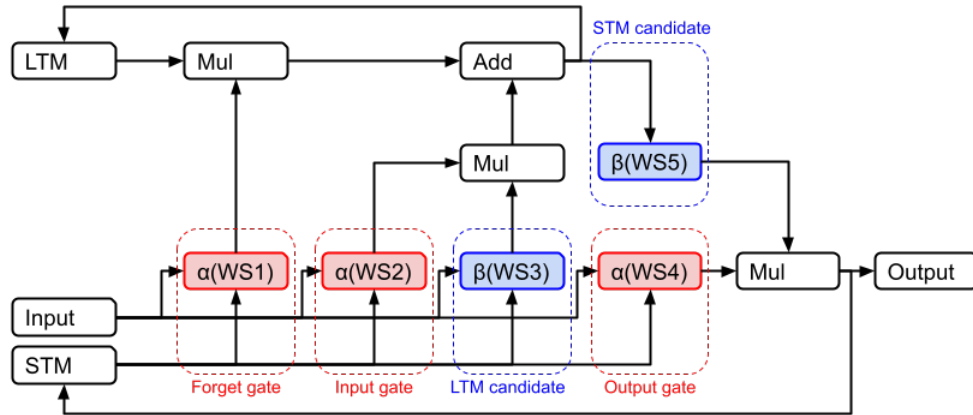 STM candidate
LTM
Mul
Add
Mul
β(WS5)
α(WS1)
α(WS2)
β(WS3)
α(WS4)
Mul
Output
Input
STM
Forget gate
Input gate
LTM candidate
Output gate